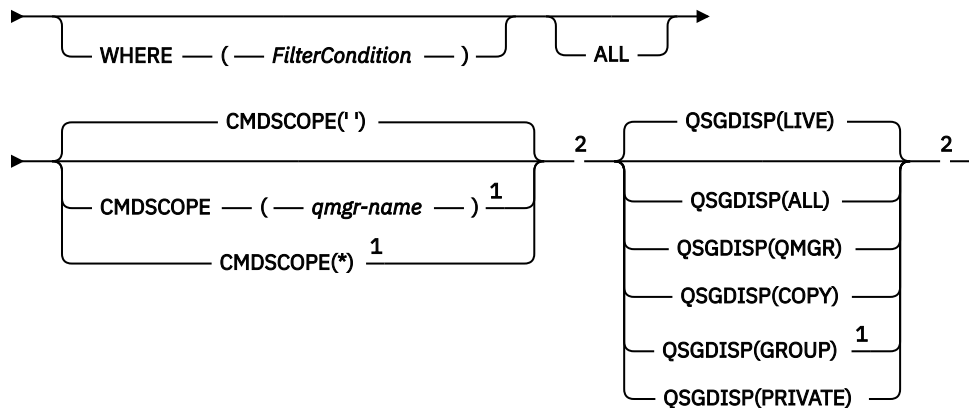 WHERE ( FilterCondition ) ALL
CMDSCOPE(' ') QSGDISP(LIVE)
2 2
CMDSCOPE ( qmgr-name ) 1 QSGDISP(ALL)
CMDSCOPE(*) 1 QSGDISP(QMGR)
QSGDISP(COPY)
QSGDISP(GROUP) 1
QSGDISP(PRIVATE)